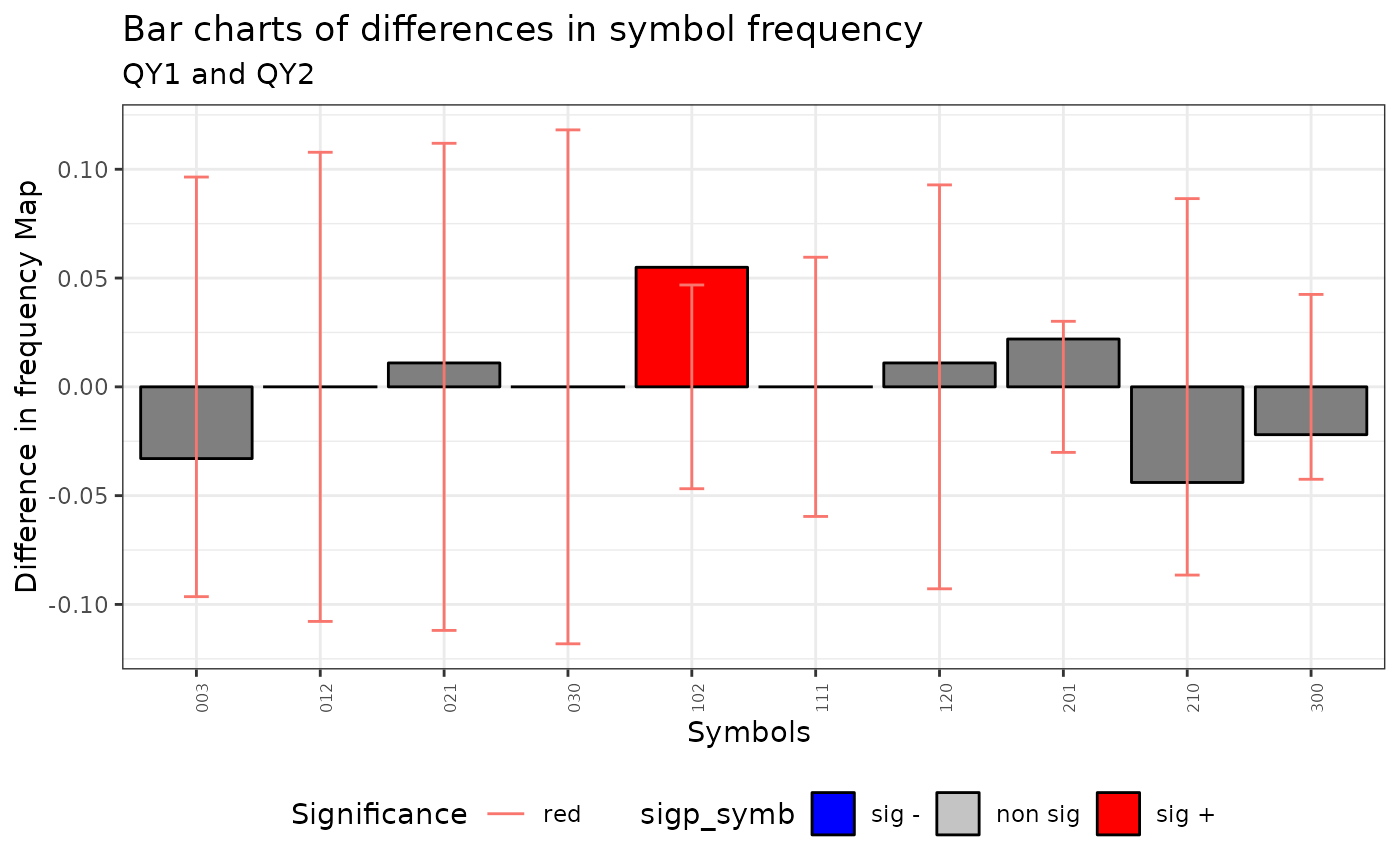 Bar charts of differences in symbol frequency
QY1 and QY2
Difference in frequency Map
0.10
0.05
0.00
-0.05
-0.10
003 012 021 030 102 111 120 201 210 300
Symbols
Significance red sigp_symb sig - non sig sig +